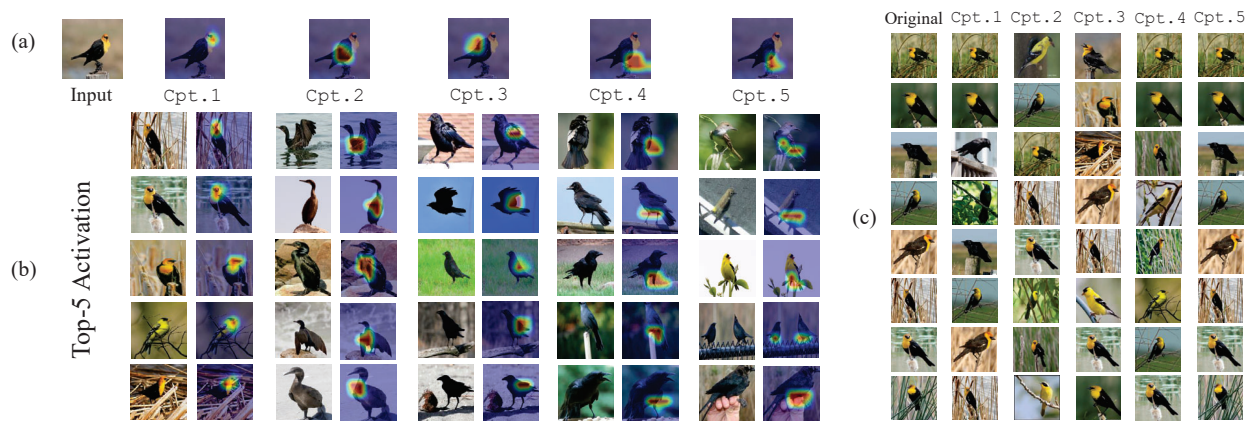 (a)
Input
Cpt.1
Cpt.2
Cpt.3
Cpt.4
Cpt.5
(b)
Top-5 Activation
(c)
Original
Cpt.1
Cpt.2
Cpt.3
Cpt.4
Cpt.5